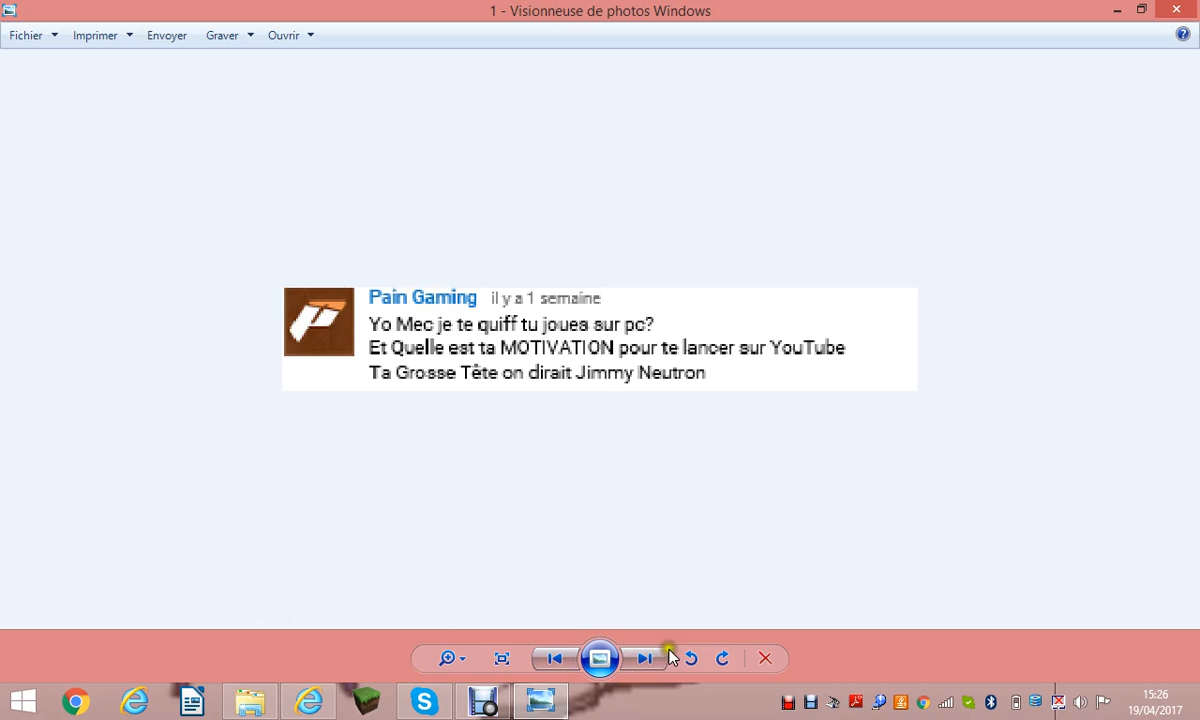 1 - Visionneuse de photos Windows
Fichier Imprimer Envoyer Graver Ouvrir
Pain Gaming il y a 1 semaine
Yo Mec je te quiff tu joues sur pc?
Et Quelle est ta MOTIVATION pour te lancer sur YouTube
Ta Grosse Tête on dirait Jimmy Neutron
15:26
19/04/2017